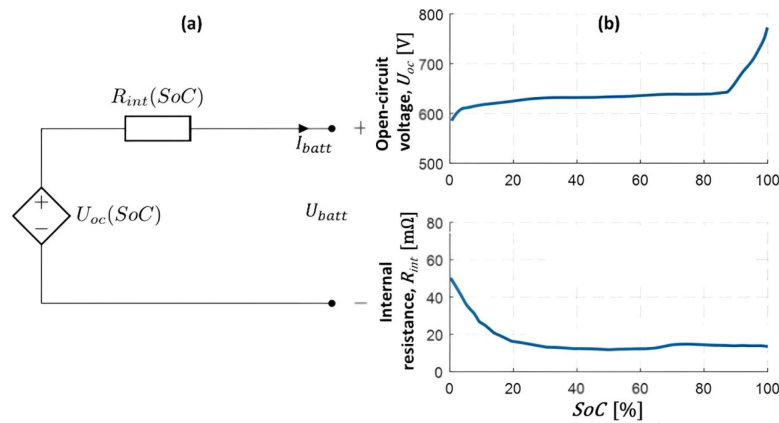 (a)
R_int(SoC)
I_batt
+
+
−
U_oc(SoC)
U_batt
−
(b)
Open-circuit
voltage, U_oc [V]
800
700
600
500
0 20 40 60 80 100
Internal
resistance, R_int [mΩ]
80
60
40
20
0
0 20 40 60 80 100
SoC [%]